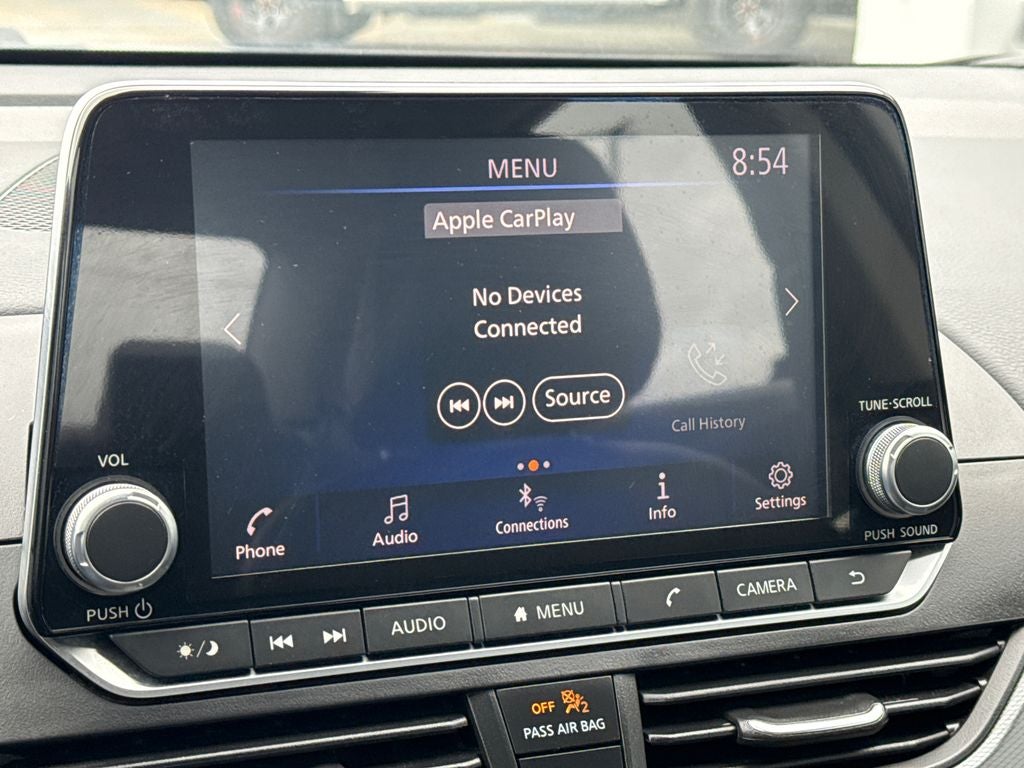 MENU
8:54
Apple CarPlay
No Devices
Connected
Source
Call History
TUNE·SCROLL
VOL
Phone
Audio
Connections
Info
Settings
PUSH
PUSH SOUND
AUDIO
MENU
CAMERA
OFF
2
PASS AIR BAG